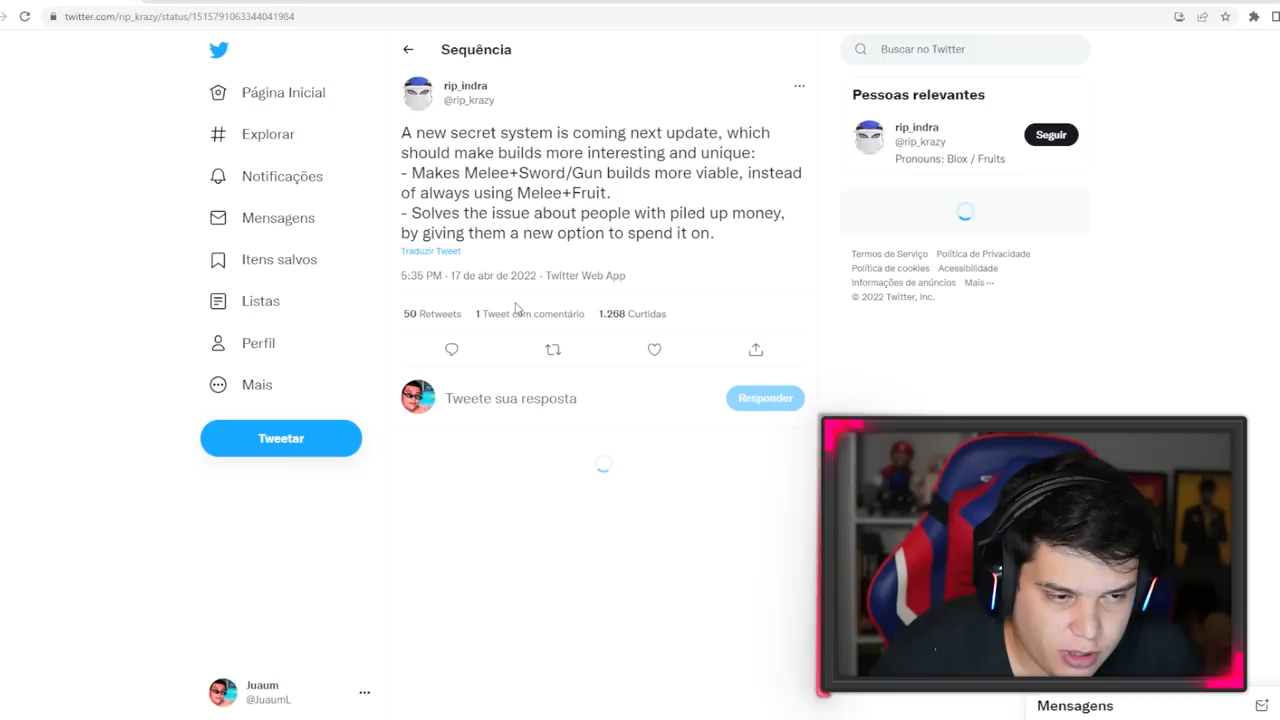 twitter.com/rip_krazy/status/1515791063344041984
Página Inicial
Explorar
Notificações
Mensagens
Itens salvos
Listas
Perfil
Mais
Tweetar
Juaum
@JuaumL
Sequência
rip_indra
@rip_krazy
A new secret system is coming next update, which
should make builds more interesting and unique:
- Makes Melee+Sword/Gun builds more viable, instead
of always using Melee+Fruit.
- Solves the issue about people with piled up money,
by giving them a new option to spend it on.
Traduzir Tweet
5:35 PM · 17 de abr de 2022 · Twitter Web App
50 Retweets 1 Tweet com comentário 1.268 Curtidas
Tweete sua resposta
Responder
Buscar no Twitter
Pessoas relevantes
rip_indra
@rip_krazy
Seguir
Pronouns: Blox / Fruits
Termos de Serviço Política de Privacidade
Política de cookies Acessibilidade
Informações de anúncios Mais ···
© 2022 Twitter, Inc.
Mensagens